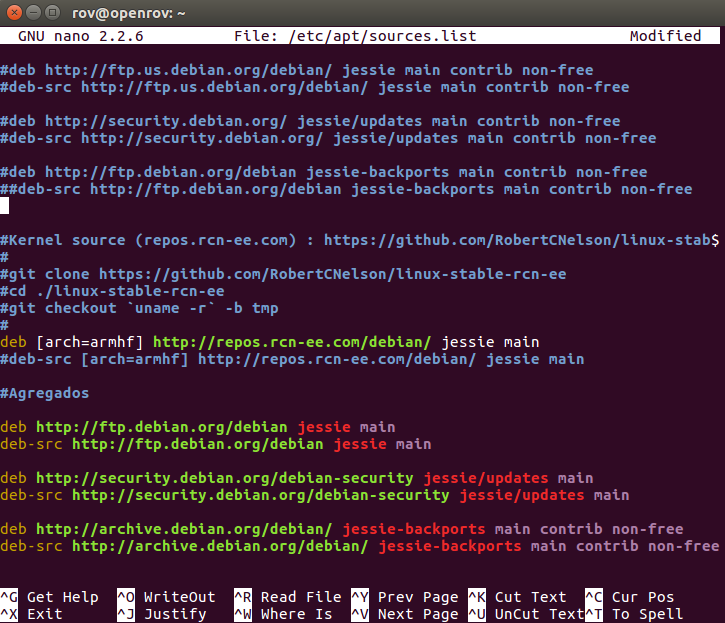 rov@openrov: ~
GNU nano 2.2.6 File: /etc/apt/sources.list Modified
#deb http://ftp.us.debian.org/debian/ jessie main contrib non-free
#deb-src http://ftp.us.debian.org/debian/ jessie main contrib non-free
#deb http://security.debian.org/ jessie/updates main contrib non-free
#deb-src http://security.debian.org/ jessie/updates main contrib non-free
#deb http://ftp.debian.org/debian jessie-backports main contrib non-free
##deb-src http://ftp.debian.org/debian jessie-backports main contrib non-free
#Kernel source (repos.rcn-ee.com) : https://github.com/RobertCNelson/linux-stab$
#
#git clone https://github.com/RobertCNelson/linux-stable-rcn-ee
#cd ./linux-stable-rcn-ee
#git checkout `uname -r` -b tmp
#
deb [arch=armhf] http://repos.rcn-ee.com/debian/ jessie main
#deb-src [arch=armhf] http://repos.rcn-ee.com/debian/ jessie main
#Agregados
deb http://ftp.debian.org/debian jessie main
deb-src http://ftp.debian.org/debian jessie main
deb http://security.debian.org/debian-security jessie/updates main
deb-src http://security.debian.org/debian-security jessie/updates main
deb http://archive.debian.org/debian/ jessie-backports main contrib non-free
deb-src http://archive.debian.org/debian/ jessie-backports main contrib non-free
^G Get Help ^O WriteOut ^R Read File ^Y Prev Page ^K Cut Text ^C Cur Pos
^X Exit ^J Justify ^W Where Is ^V Next Page ^U UnCut Text ^T To Spell